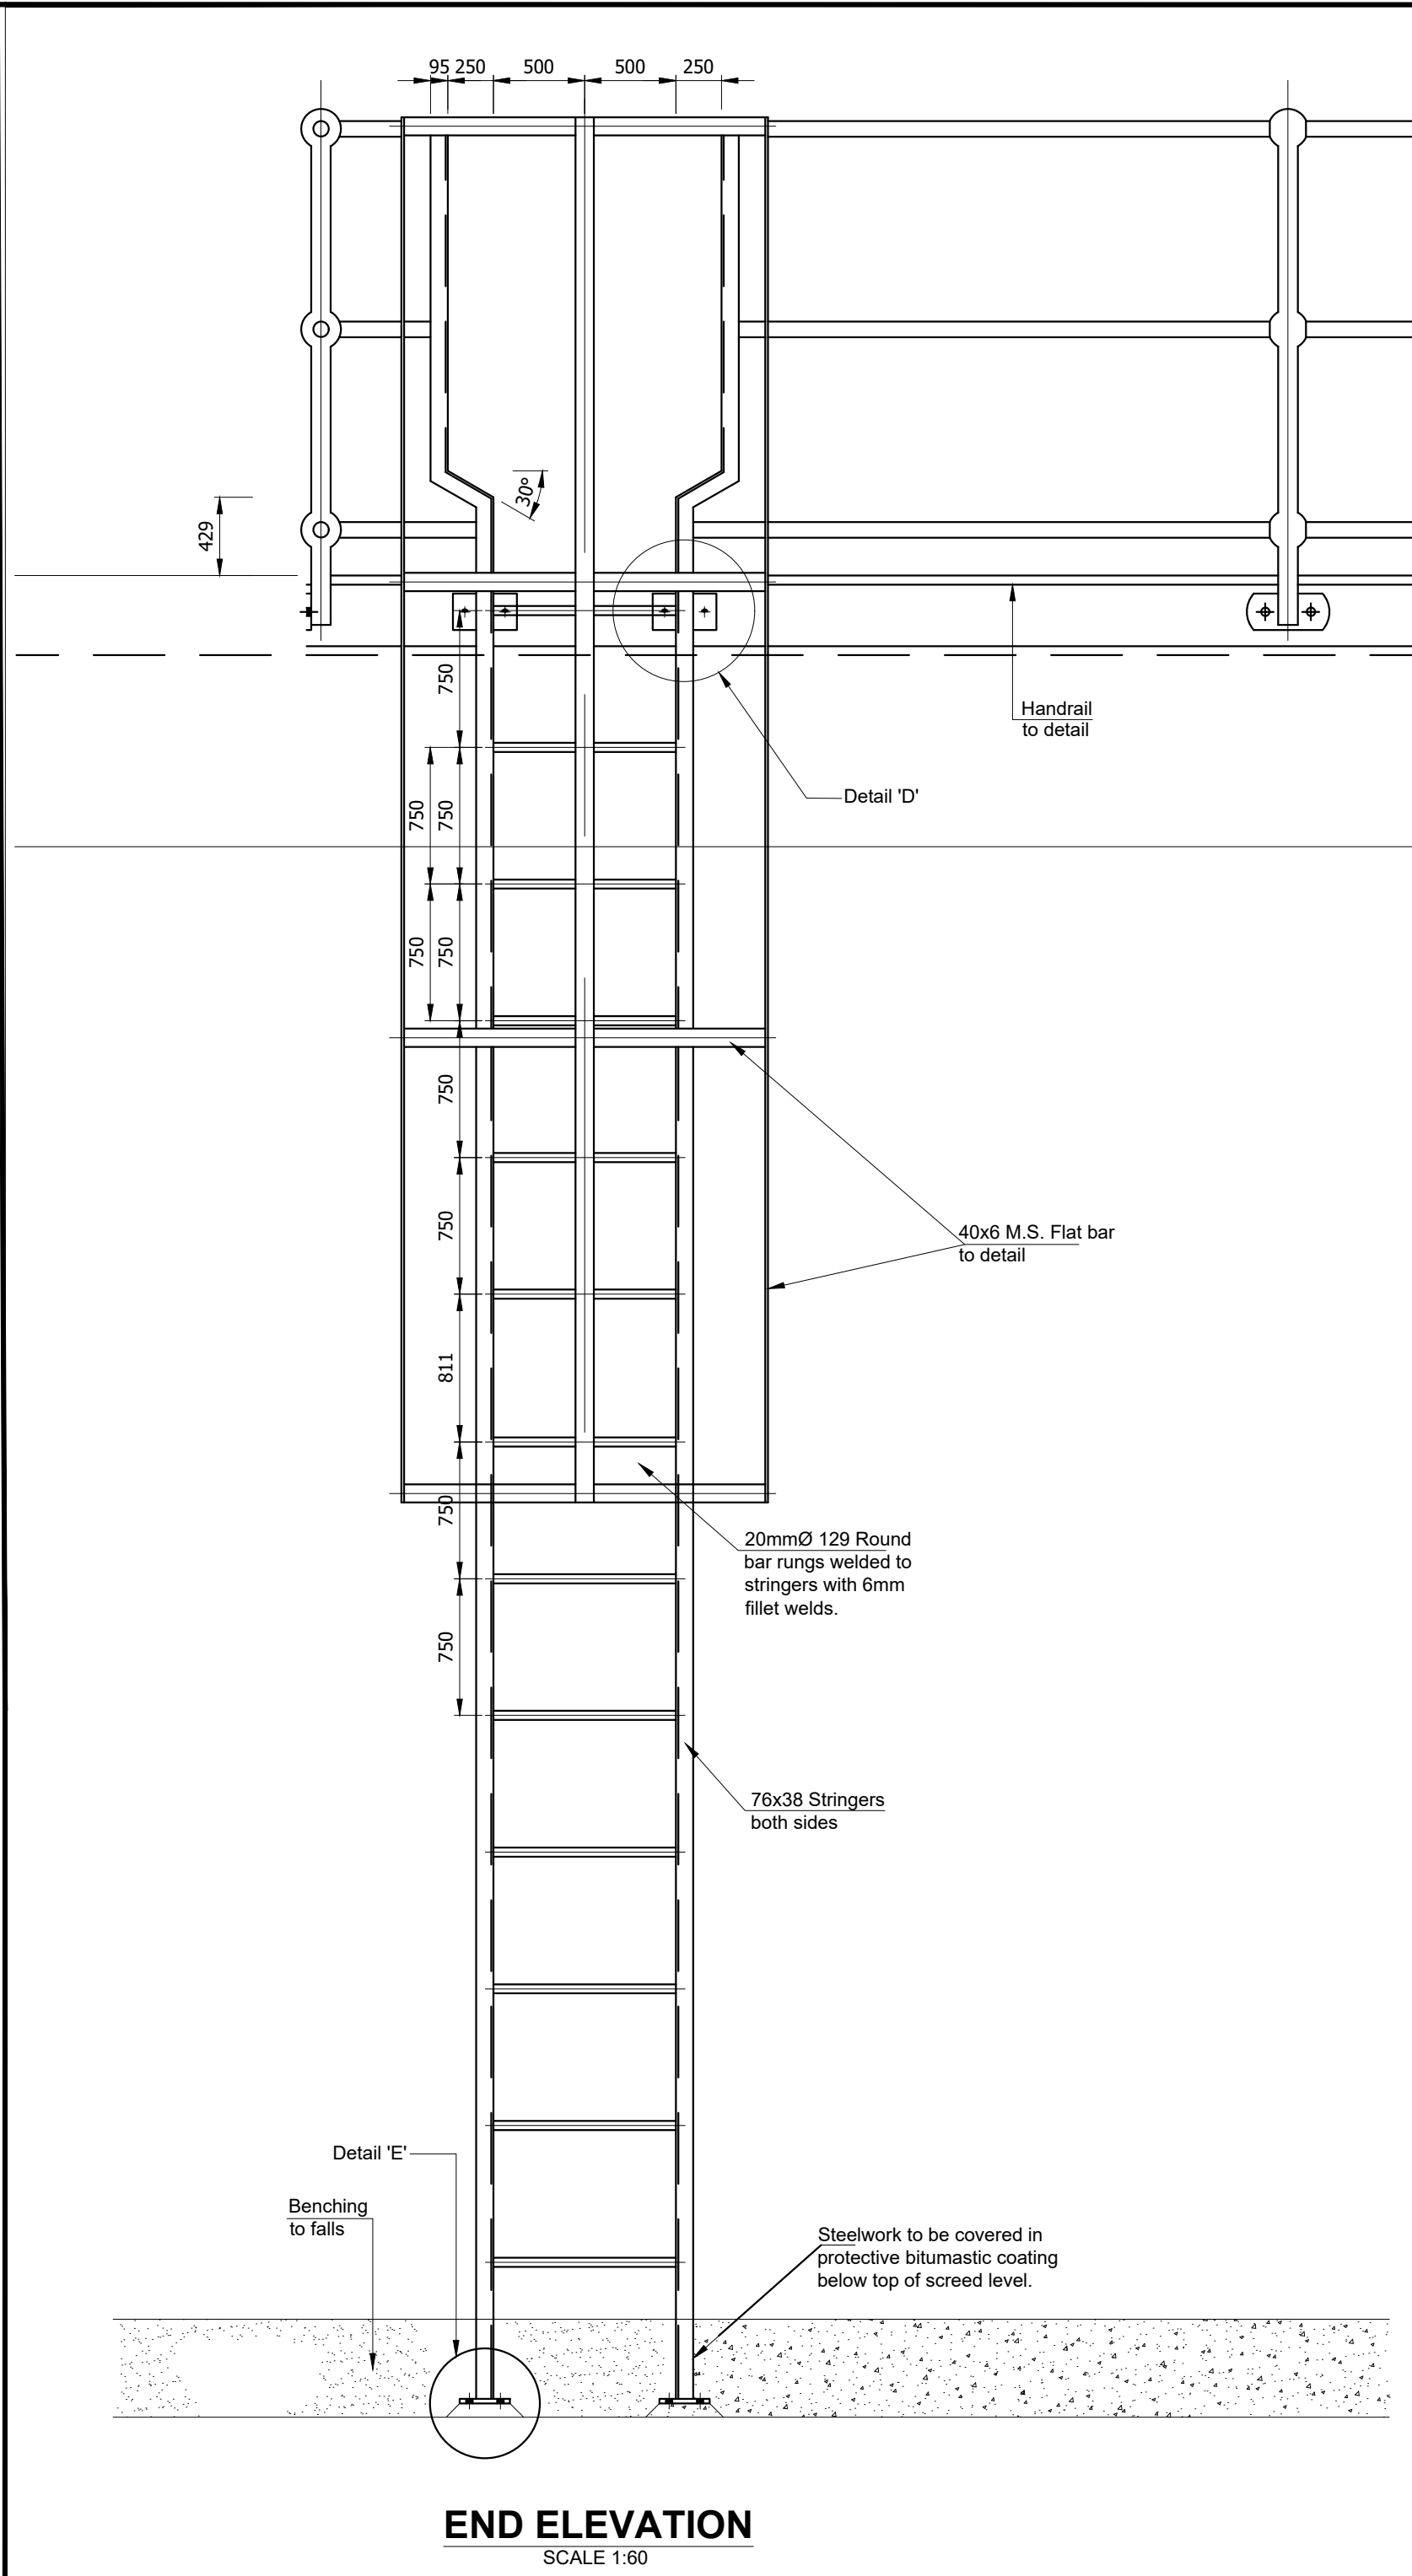 95 250 500 500 250
30°
429
750
Handrail
to detail
Detail 'D'
750 750
750 750
750
750
40x6 M.S. Flat bar
to detail
811
750
20mmØ 129 Round
bar rungs welded to
stringers with 6mm
fillet welds.
750
76x38 Stringers
both sides
Detail 'E'
Benching
to falls
Steelwork to be covered in
protective bitumastic coating
below top of screed level.
END ELEVATION
SCALE 1:60